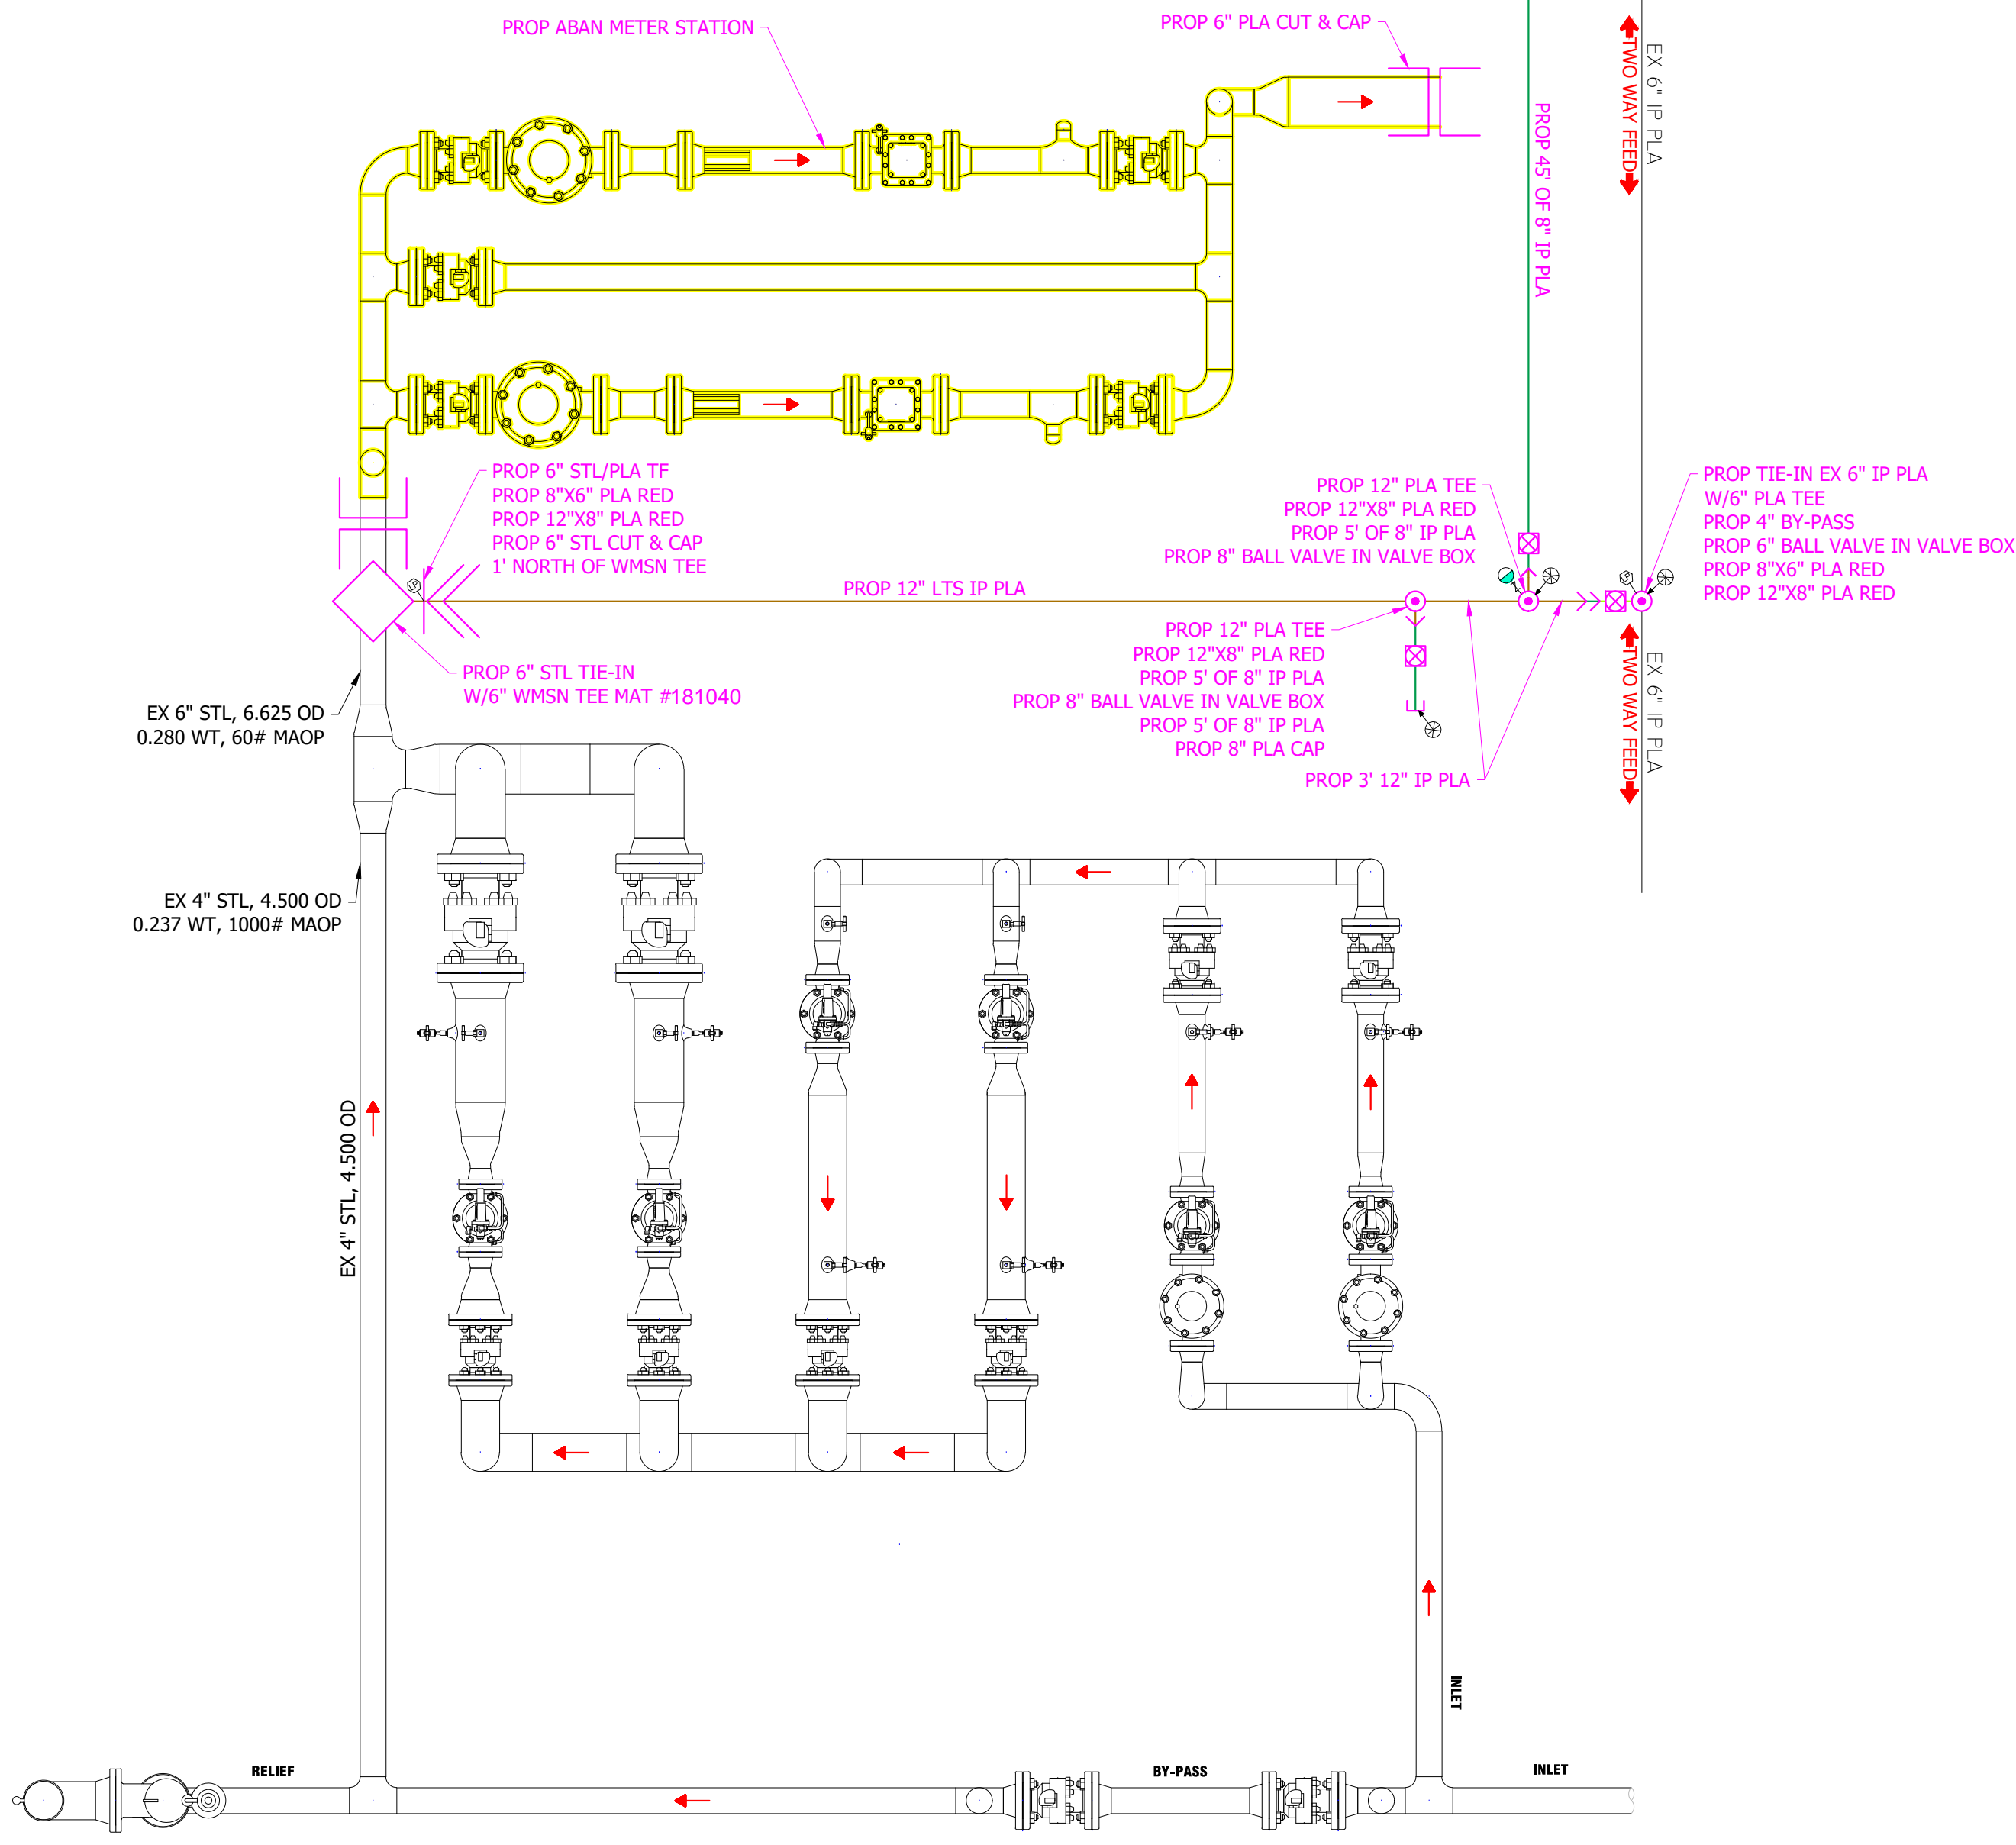 PROP ABAN METER STATION
PROP 6" PLA CUT & CAP
EX 6" IP PLA
TWO WAY FEED
PROP 45' OF 8" IP PLA
PROP 6" STL/PLA TF
PROP 8"X6" PLA RED
PROP 12"X8" PLA RED
PROP 6" STL CUT & CAP
1' NORTH OF WMSN TEE
PROP 12" PLA TEE
PROP 12"X8" PLA RED
PROP 5' OF 8" IP PLA
PROP 8" BALL VALVE IN VALVE BOX
PROP TIE-IN EX 6" IP PLA
W/6" PLA TEE
PROP 4" BY-PASS
PROP 6" BALL VALVE IN VALVE BOX
PROP 8"X6" PLA RED
PROP 12"X8" PLA RED
PROP 12" LTS IP PLA
PROP 12" PLA TEE
PROP 12"X8" PLA RED
PROP 5' OF 8" IP PLA
PROP 8" BALL VALVE IN VALVE BOX
PROP 5' OF 8" IP PLA
PROP 8" PLA CAP
PROP 3' 12" IP PLA
EX 6" IP PLA
TWO WAY FEED
PROP 6" STL TIE-IN
W/6" WMSN TEE MAT #181040
EX 6" STL, 6.625 OD
0.280 WT, 60# MAOP
EX 4" STL, 4.500 OD
0.237 WT, 1000# MAOP
EX 4" STL, 4.500 OD
INLET
RELIEF
BY-PASS
INLET